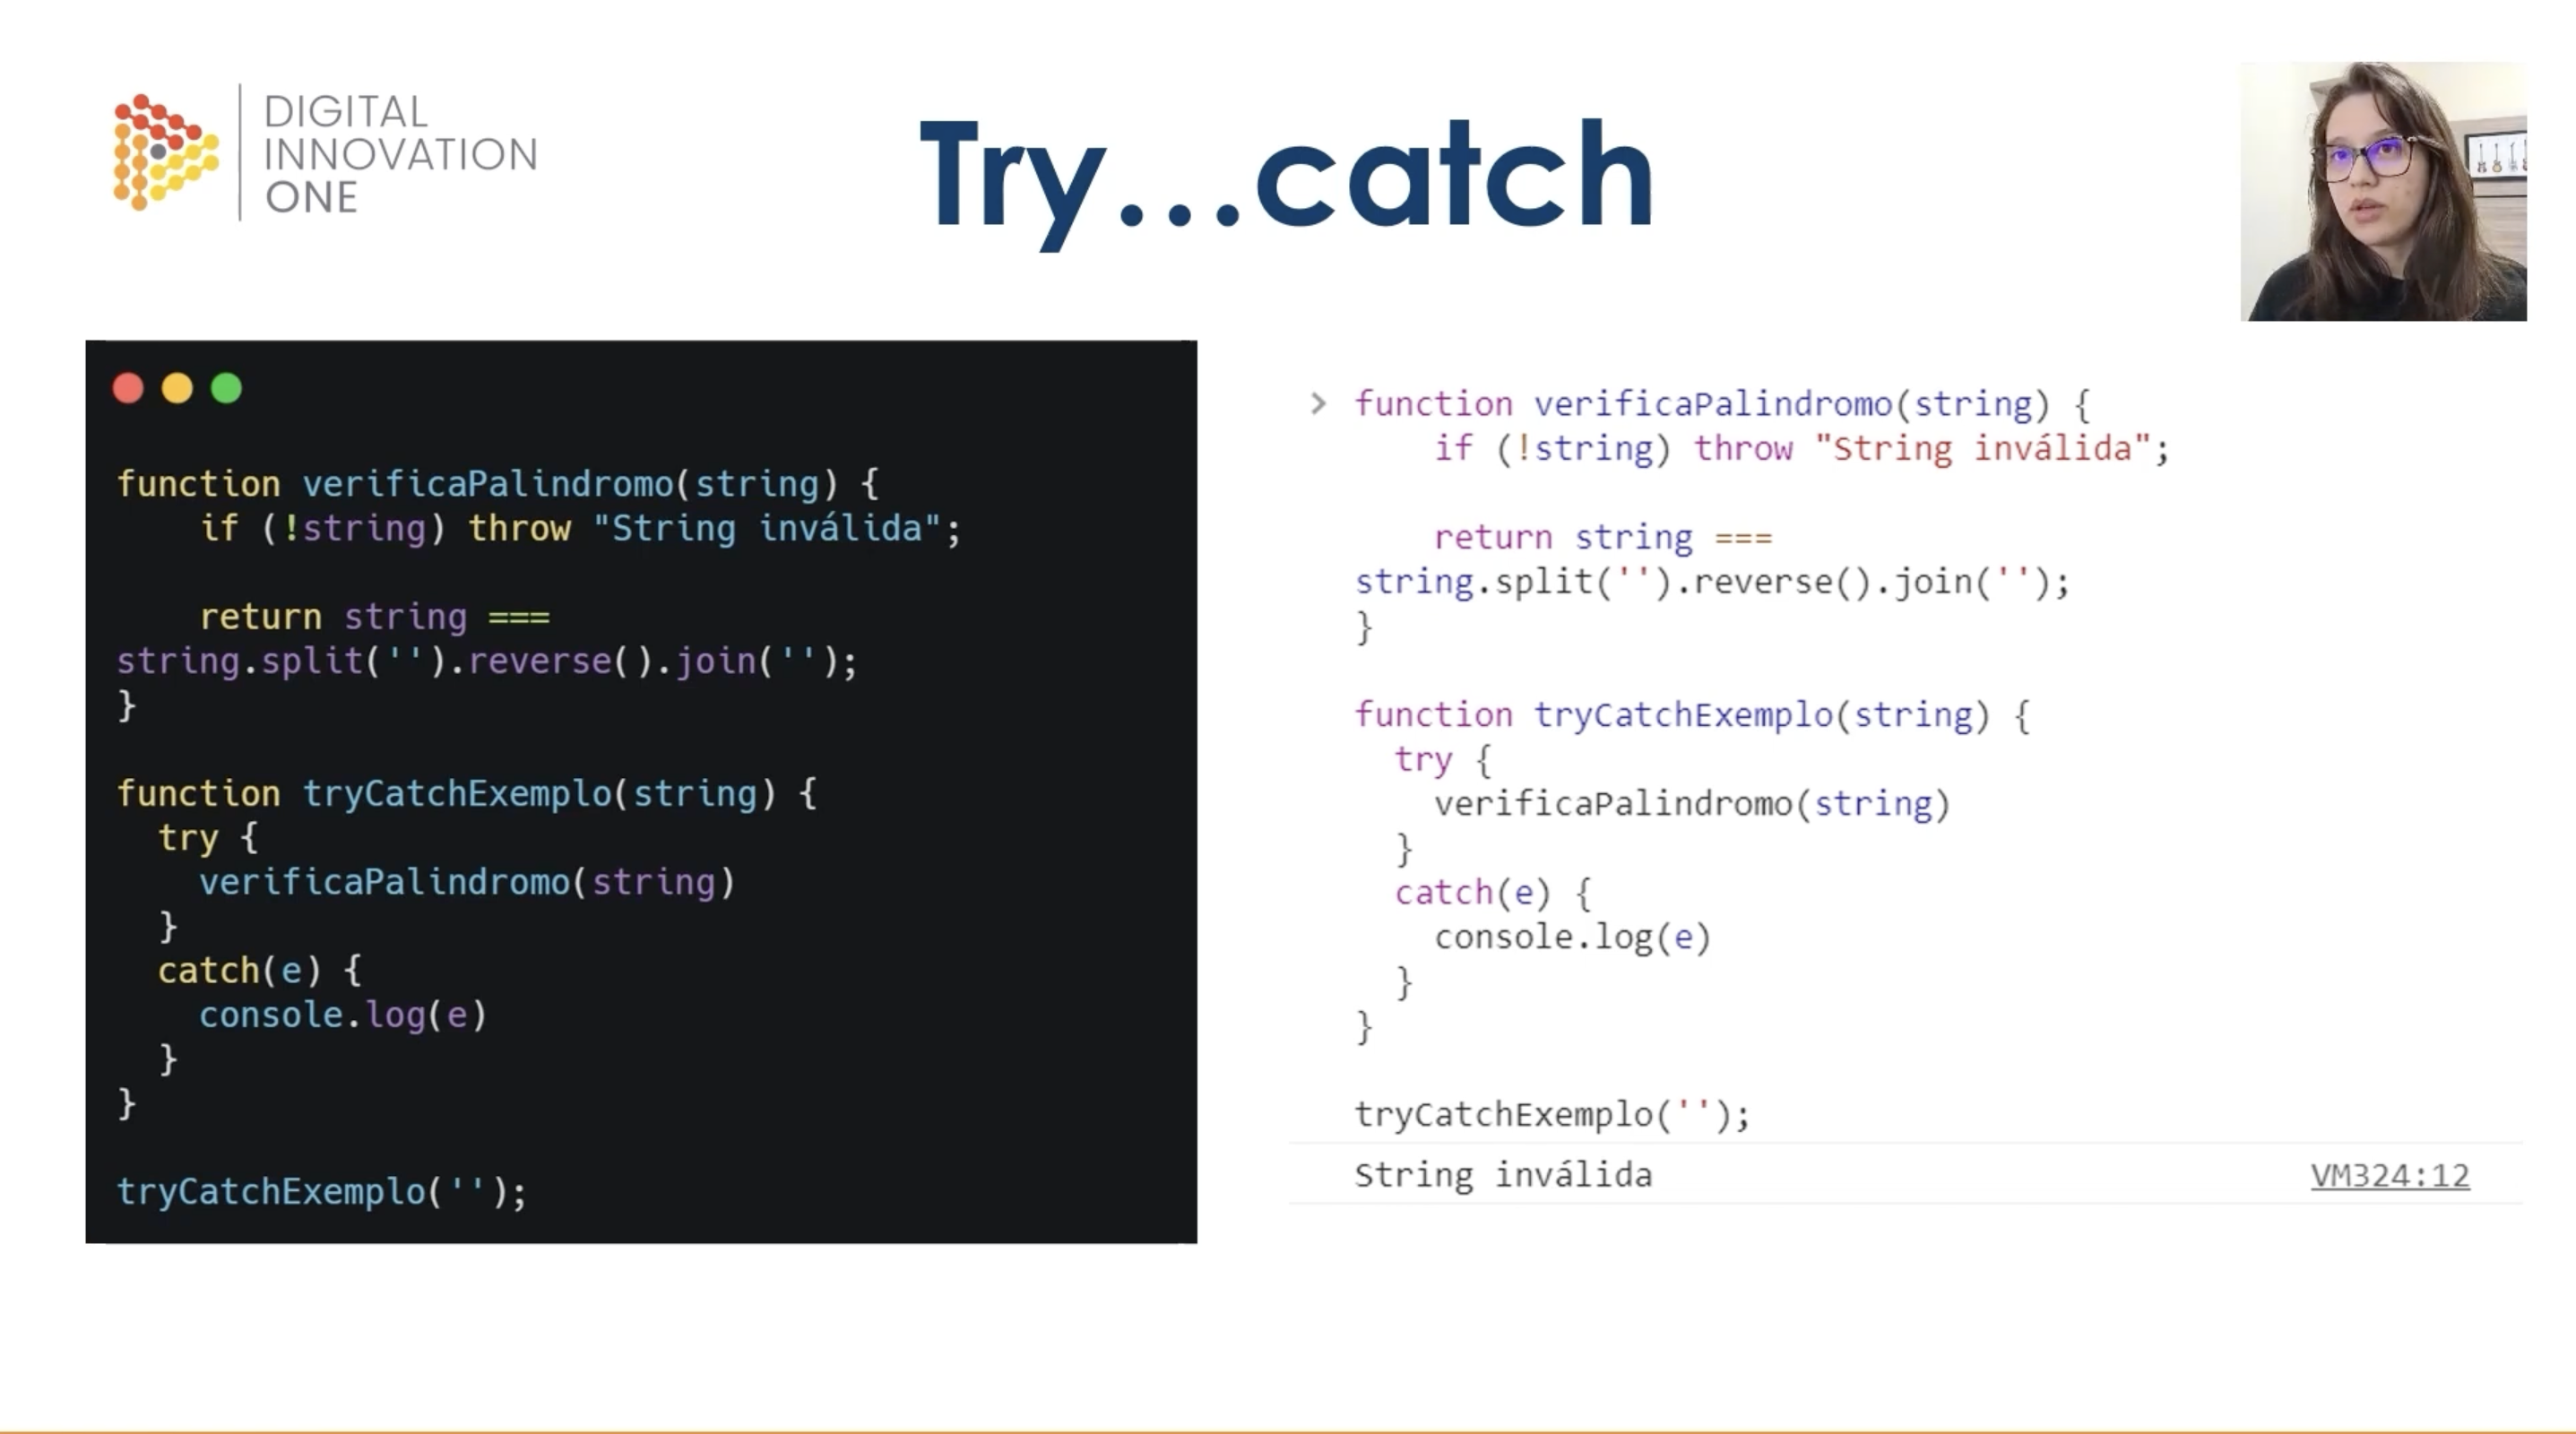 DIGITAL
INNOVATION
ONE
Try...catch
function verificaPalindromo(string) {
    if (!string) throw "String inválida";

    return string ===
string.split('').reverse().join('');
}

function tryCatchExemplo(string) {
  try {
    verificaPalindromo(string)
  }
  catch(e) {
    console.log(e)
  }
}

tryCatchExemplo('');
> function verificaPalindromo(string) {
    if (!string) throw "String inválida";

    return string ===
string.split('').reverse().join('');
}

function tryCatchExemplo(string) {
  try {
    verificaPalindromo(string)
  }
  catch(e) {
    console.log(e)
  }
}

tryCatchExemplo('');
String inválida VM324:12